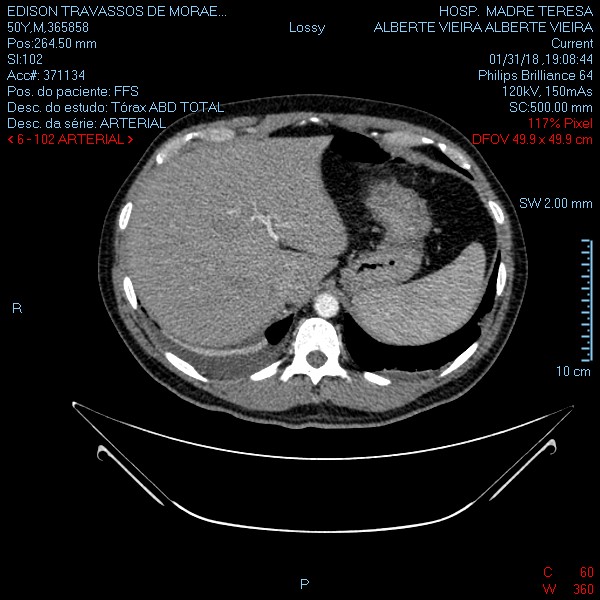 EDISON TRAVASSOS DE MORAE...
50Y,M,365858
Pos:264.50 mm
SI:102
Acc#: 371134
Pos. do paciente: FFS
Desc. do estudo: Tórax ABD TOTAL
Desc. da série: ARTERIAL
< 6 - 102 ARTERIAL >
Lossy
HOSP. MADRE TERESA
ALBERTE VIEIRA ALBERTE VIEIRA
Current
01/31/18 ,19:08:44
Philips Brilliance 64
120kV, 150mAs
SC:500.00 mm
117% Pixel
DFOV 49.9 x 49.9 cm
SW 2.00 mm
R
10 cm
P
C 60
W 360